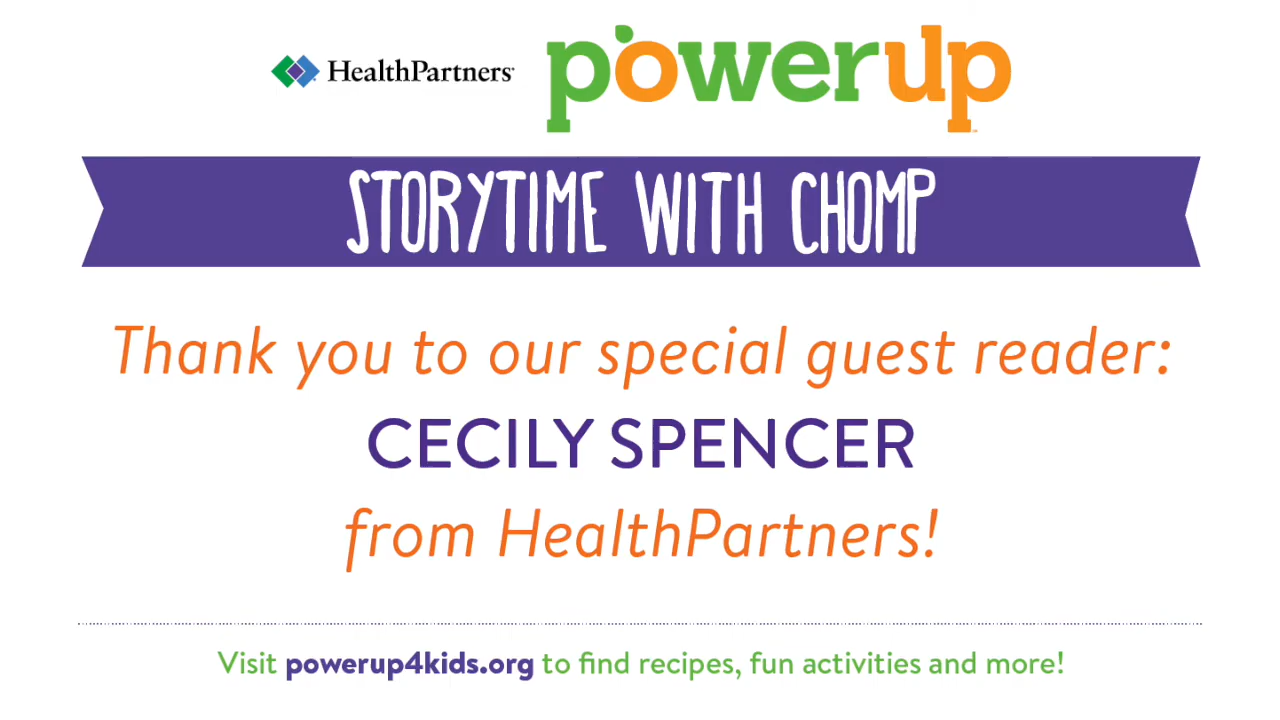 HealthPartners
powerup
STORYTIME WITH CHOMP
Thank you to our special guest reader:
CECILY SPENCER
from HealthPartners!
Visit powerup4kids.org to find recipes, fun activities and more!